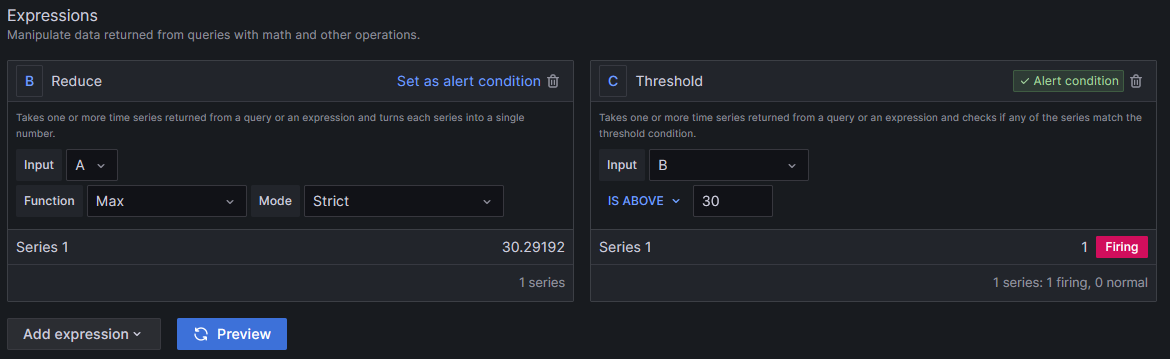 Expressions
Manipulate data returned from queries with math and other operations.
B Reduce Set as alert condition
Takes one or more time series returned from a query or an expression and turns each series into a single
number.
Input A
Function Max Mode Strict
Series 1 30.29192
1 series
C Threshold Alert condition
Takes one or more time series returned from a query or an expression and checks if any of the series match the
threshold condition.
Input B
IS ABOVE 30
Series 1 1 Firing
1 series: 1 firing, 0 normal
Add expression Preview